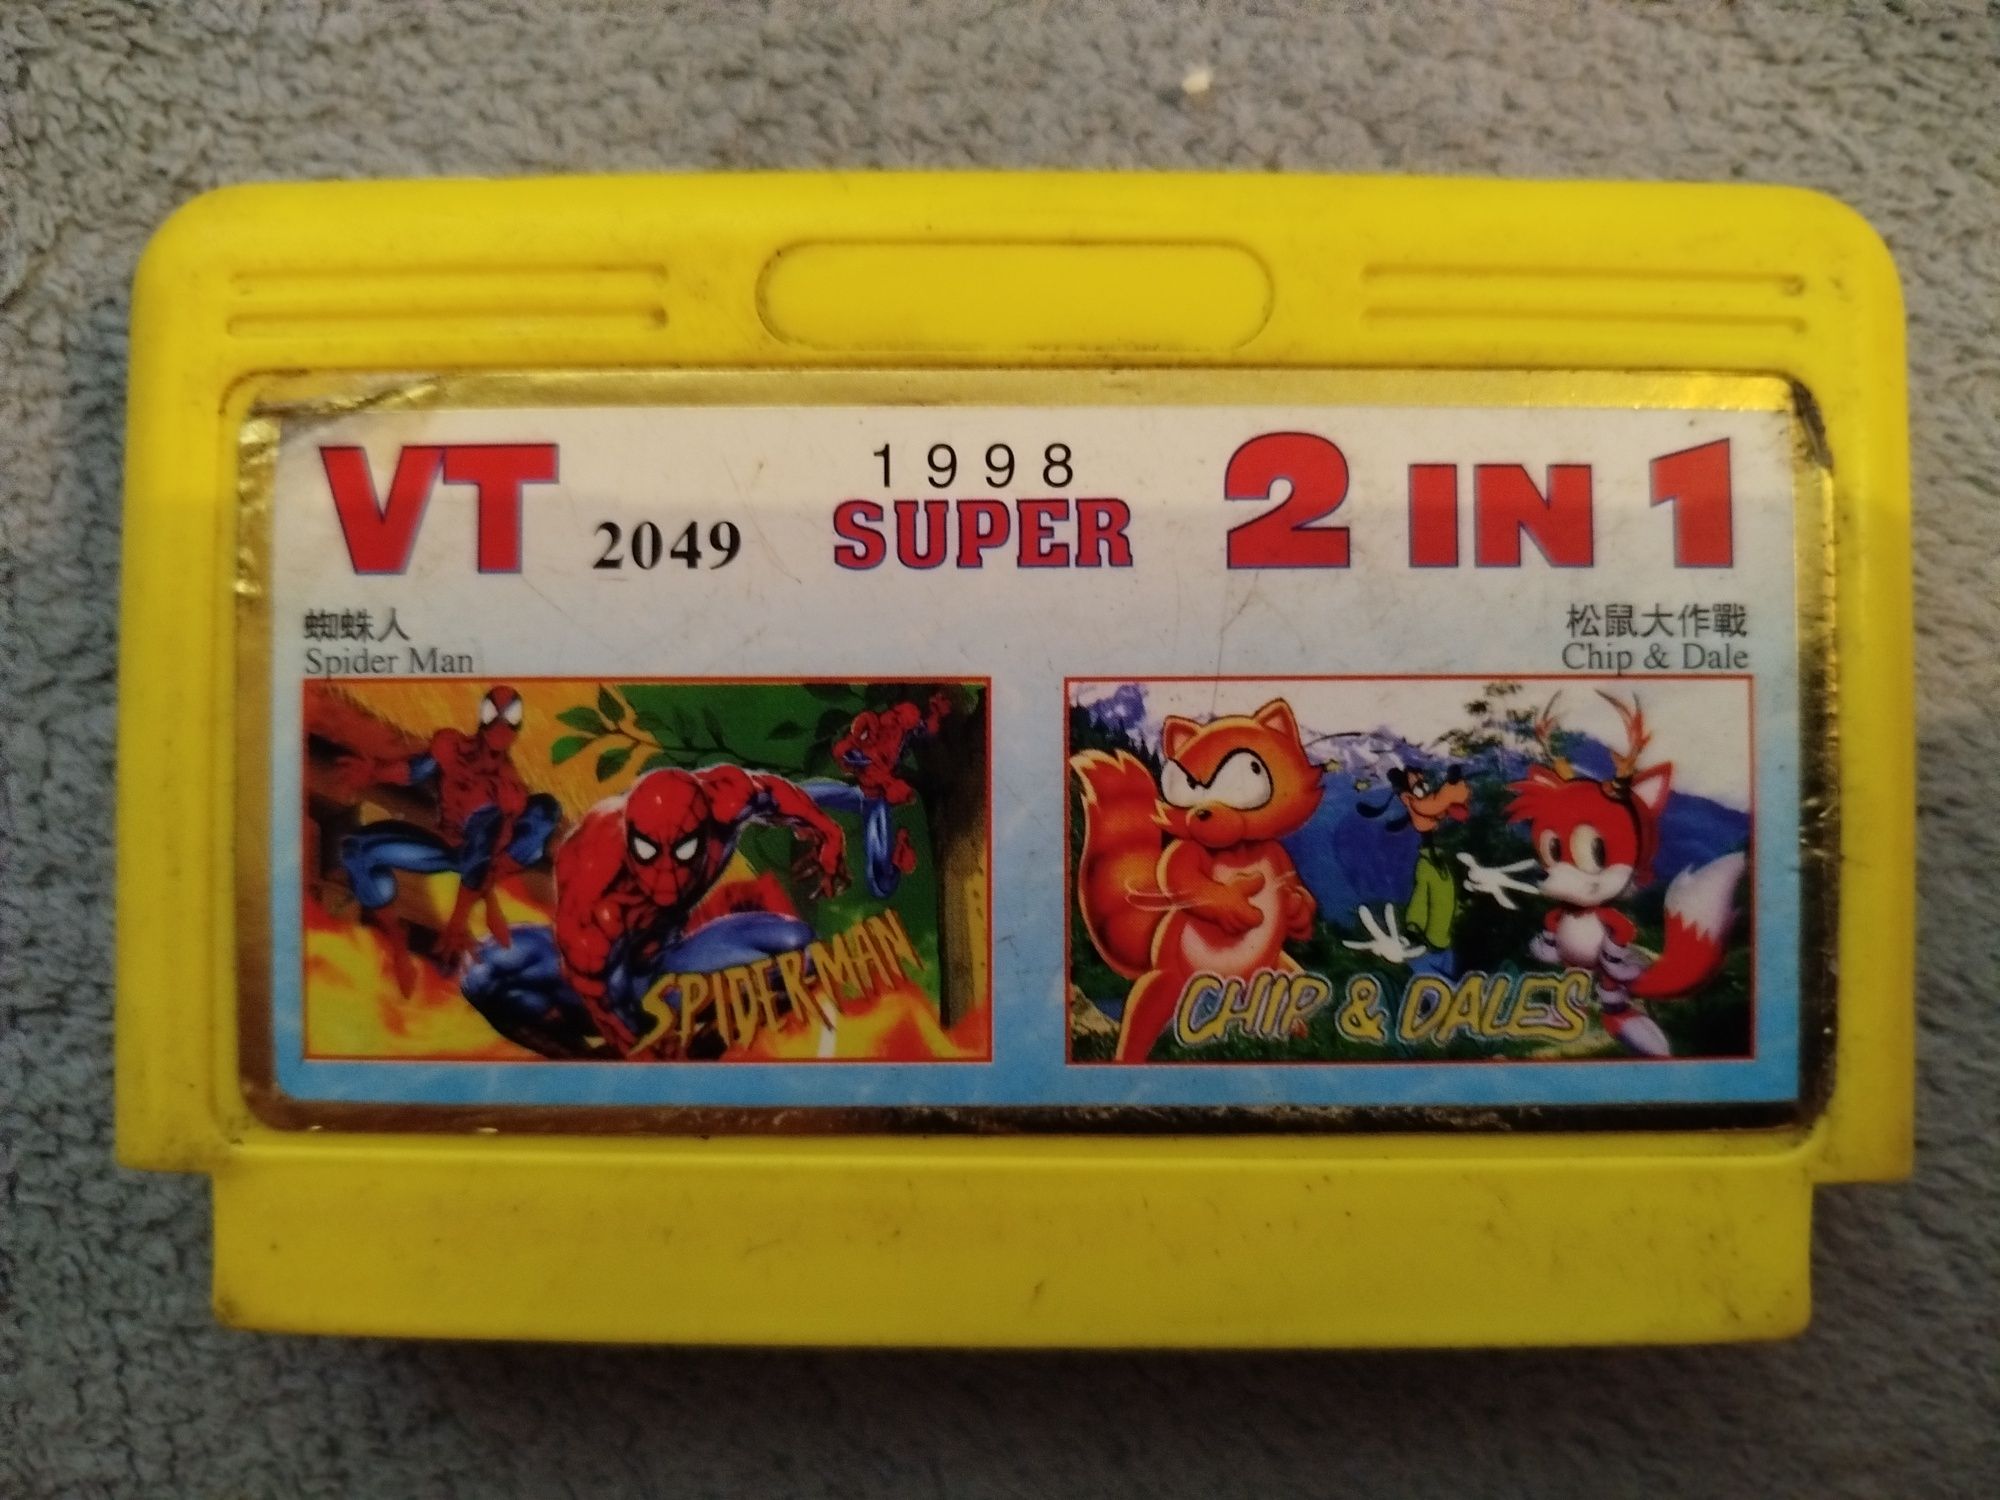 VT 2049 1998 SUPER 2 IN 1
蜘蛛人
Spider Man
松鼠大作戰
Chip & Dale
SPIDER-MAN
CHIP & DALES